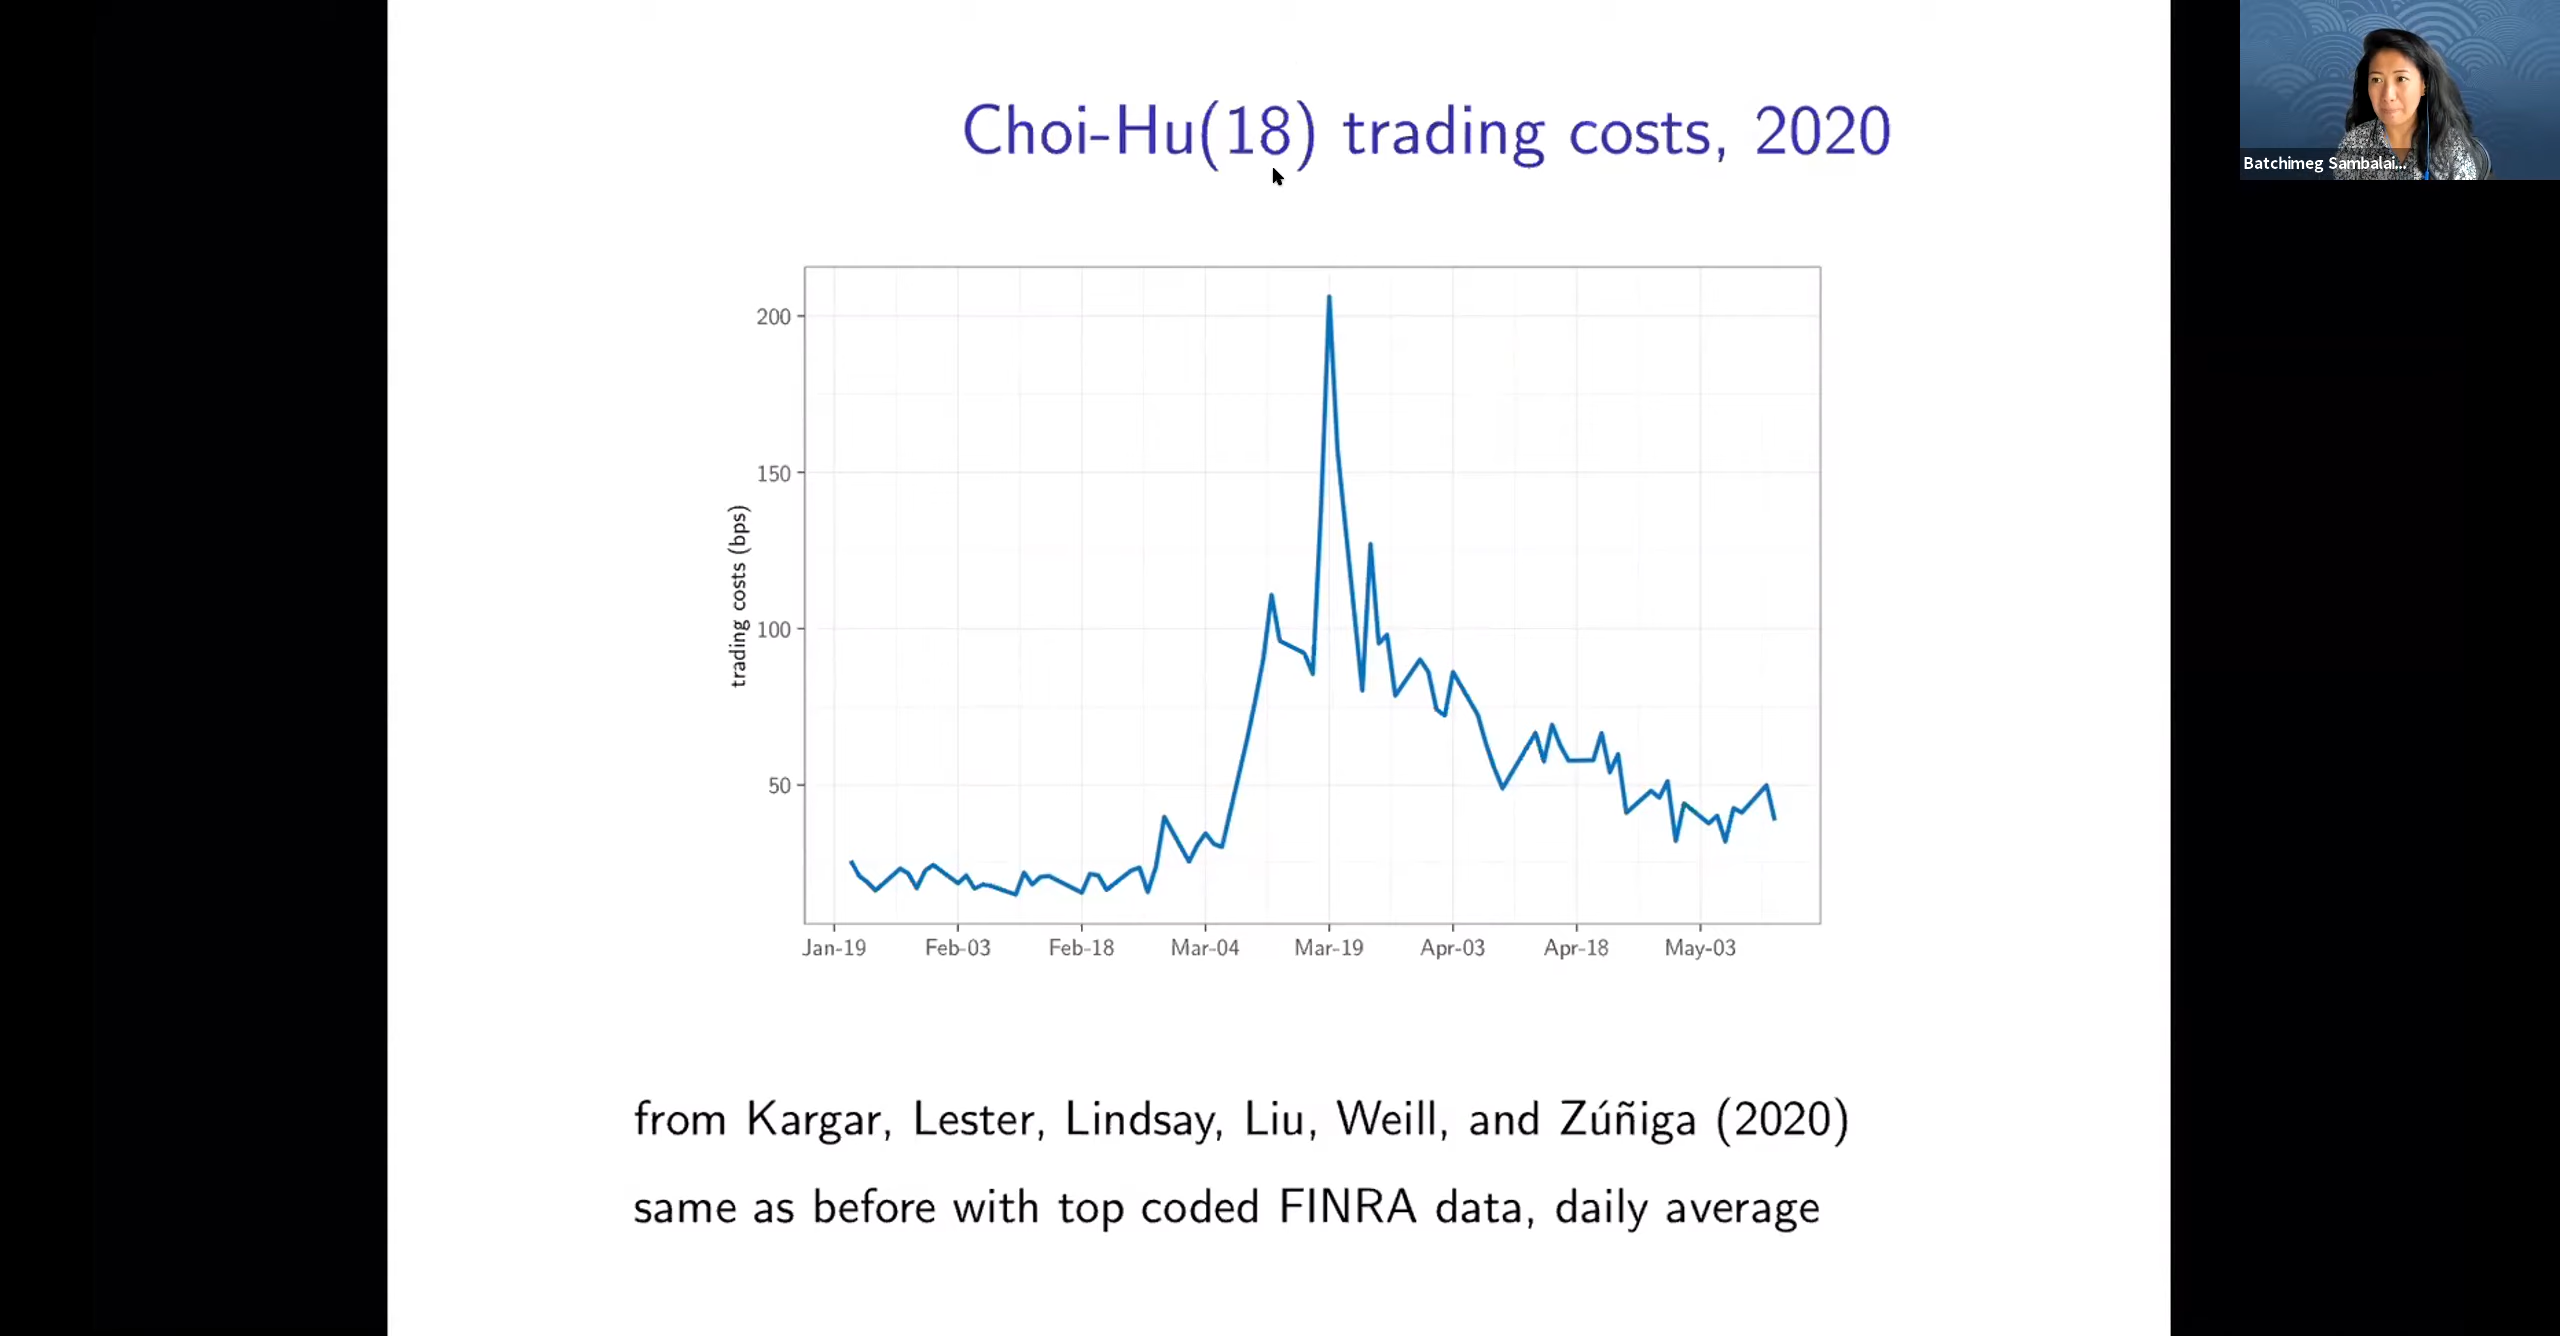 Choi-Hu(18) trading costs, 2020
Batchimeg Sambalai...
200
150
100
50
trading costs (bps)
Jan-19 Feb-03 Feb-18 Mar-04 Mar-19 Apr-03 Apr-18 May-03
from Kargar, Lester, Lindsay, Liu, Weill, and Zúñiga (2020)
same as before with top coded FINRA data, daily average